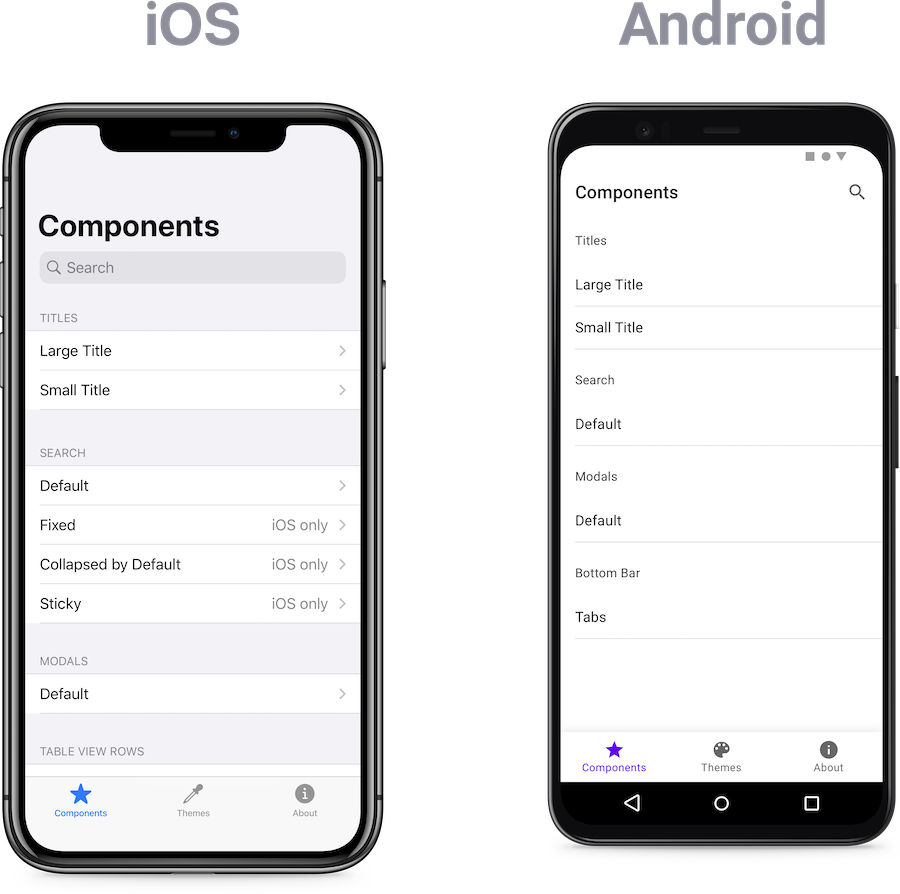 iOS
Components
Search
TITLES
Large Title
Small Title
SEARCH
Default
Fixed iOS only
Collapsed by Default iOS only
Sticky iOS only
MODALS
Default
TABLE VIEW ROWS
Components Themes About
Android
Components
Titles
Large Title
Small Title
Search
Default
Modals
Default
Bottom Bar
Tabs
Components Themes About